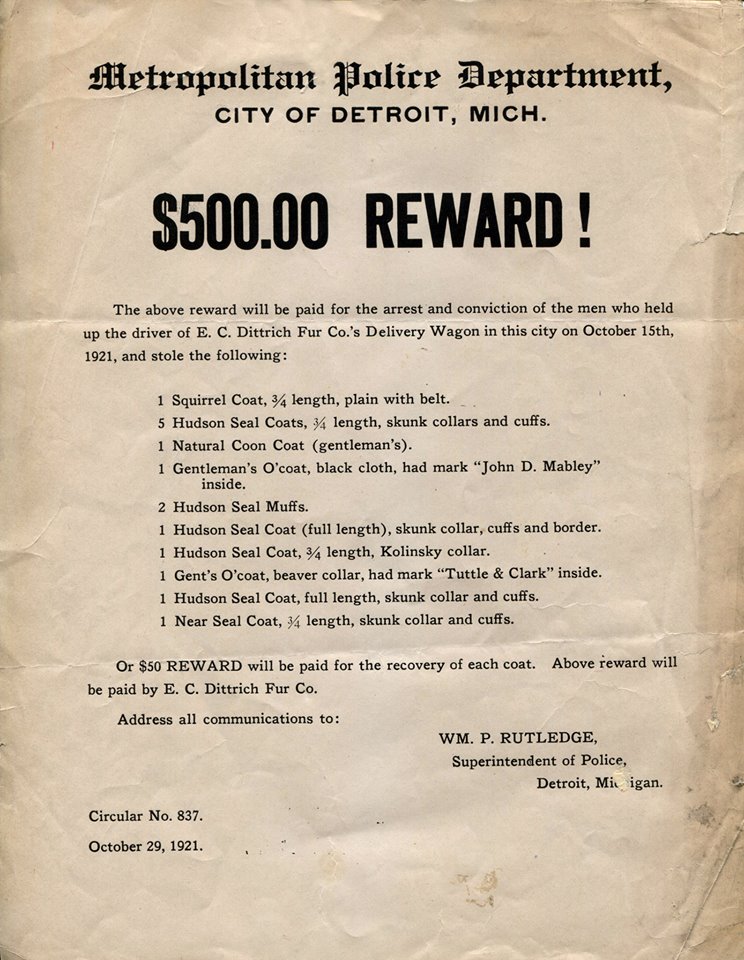 Metropolitan Police Department,
CITY OF DETROIT, MICH.
$500.00 REWARD!
The above reward will be paid for the arrest and conviction of the men who held
up the driver of E. C. Dittrich Fur Co.'s Delivery Wagon in this city on October 15th,
1921, and stole the following:
1 Squirrel Coat, ¾ length, plain with belt.
5 Hudson Seal Coats, ¾ length, skunk collars and cuffs.
1 Natural Coon Coat (gentleman's).
1 Gentleman's O'coat, black cloth, had mark "John D. Mabley"
inside.
2 Hudson Seal Muffs.
1 Hudson Seal Coat (full length), skunk collar, cuffs and border.
1 Hudson Seal Coat, ¾ length, Kolinsky collar.
1 Gent's O'coat, beaver collar, had mark "Tuttle & Clark" inside.
1 Hudson Seal Coat, full length, skunk collar and cuffs.
1 Near Seal Coat, ¾ length, skunk collar and cuffs.
Or $50 REWARD will be paid for the recovery of each coat. Above reward will
be paid by E. C. Dittrich Fur Co.
Address all communications to:
WM. P. RUTLEDGE,
Superintendent of Police,
Detroit, Michigan.
Circular No. 837.
October 29, 1921.